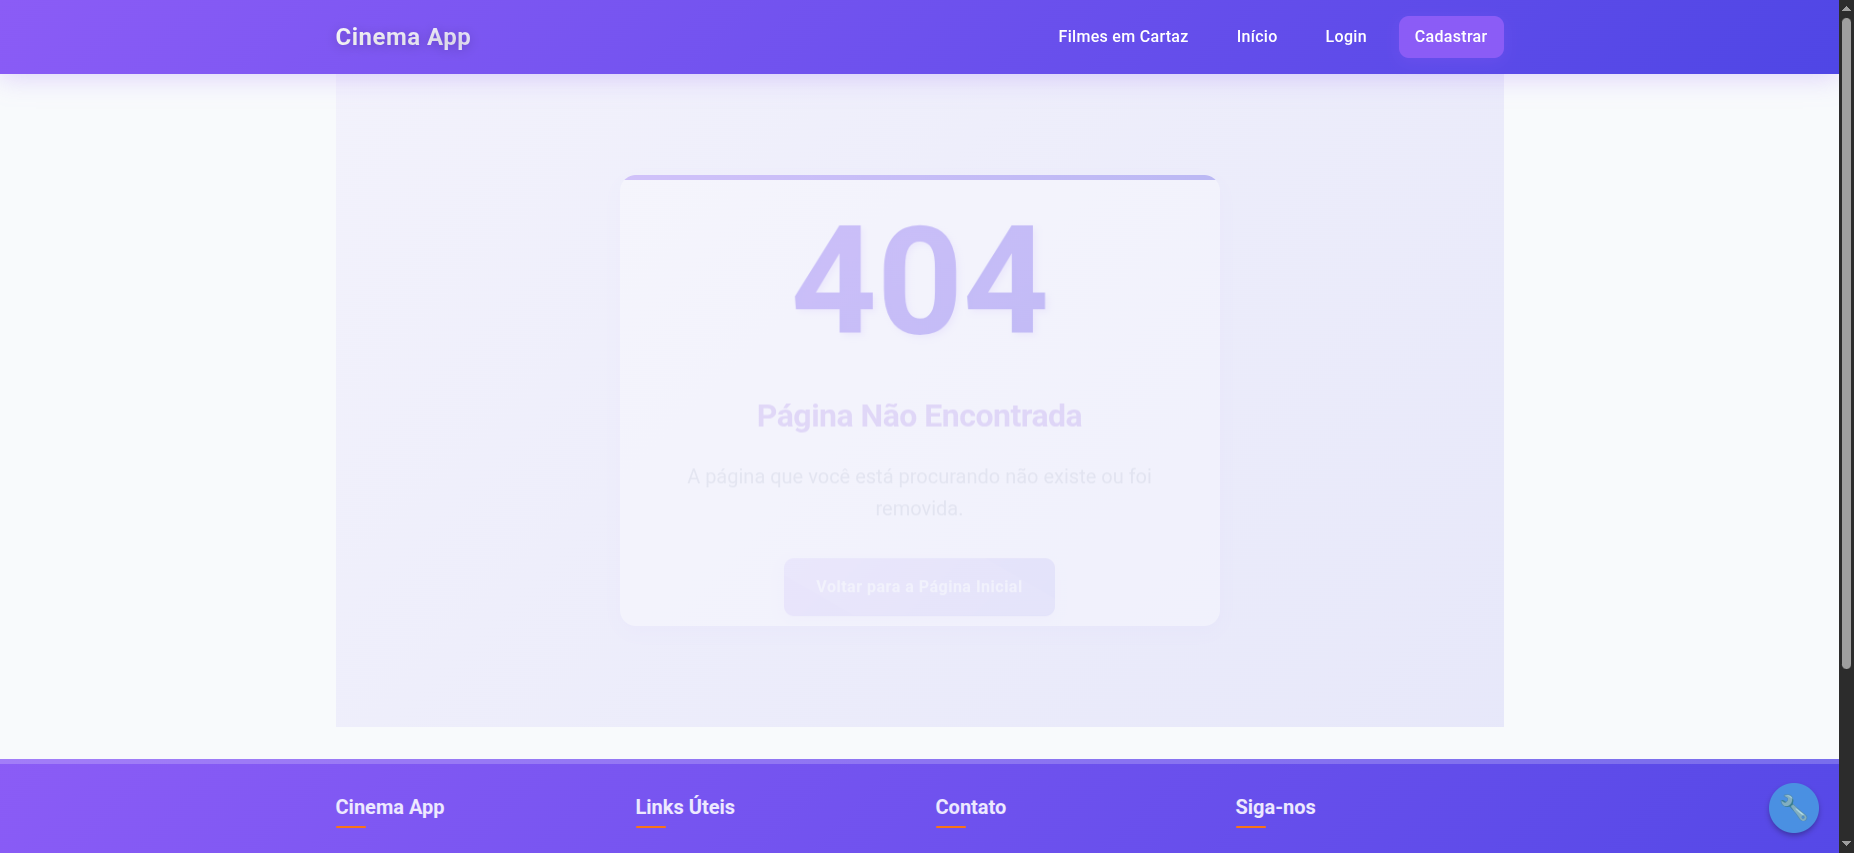 Cinema App
Filmes em Cartaz
Início
Login
Cadastrar
404
Página Não Encontrada
A página que você está procurando não existe ou foi
removida.
Voltar para a Página Inicial
Cinema App
Links Úteis
Contato
Siga-nos